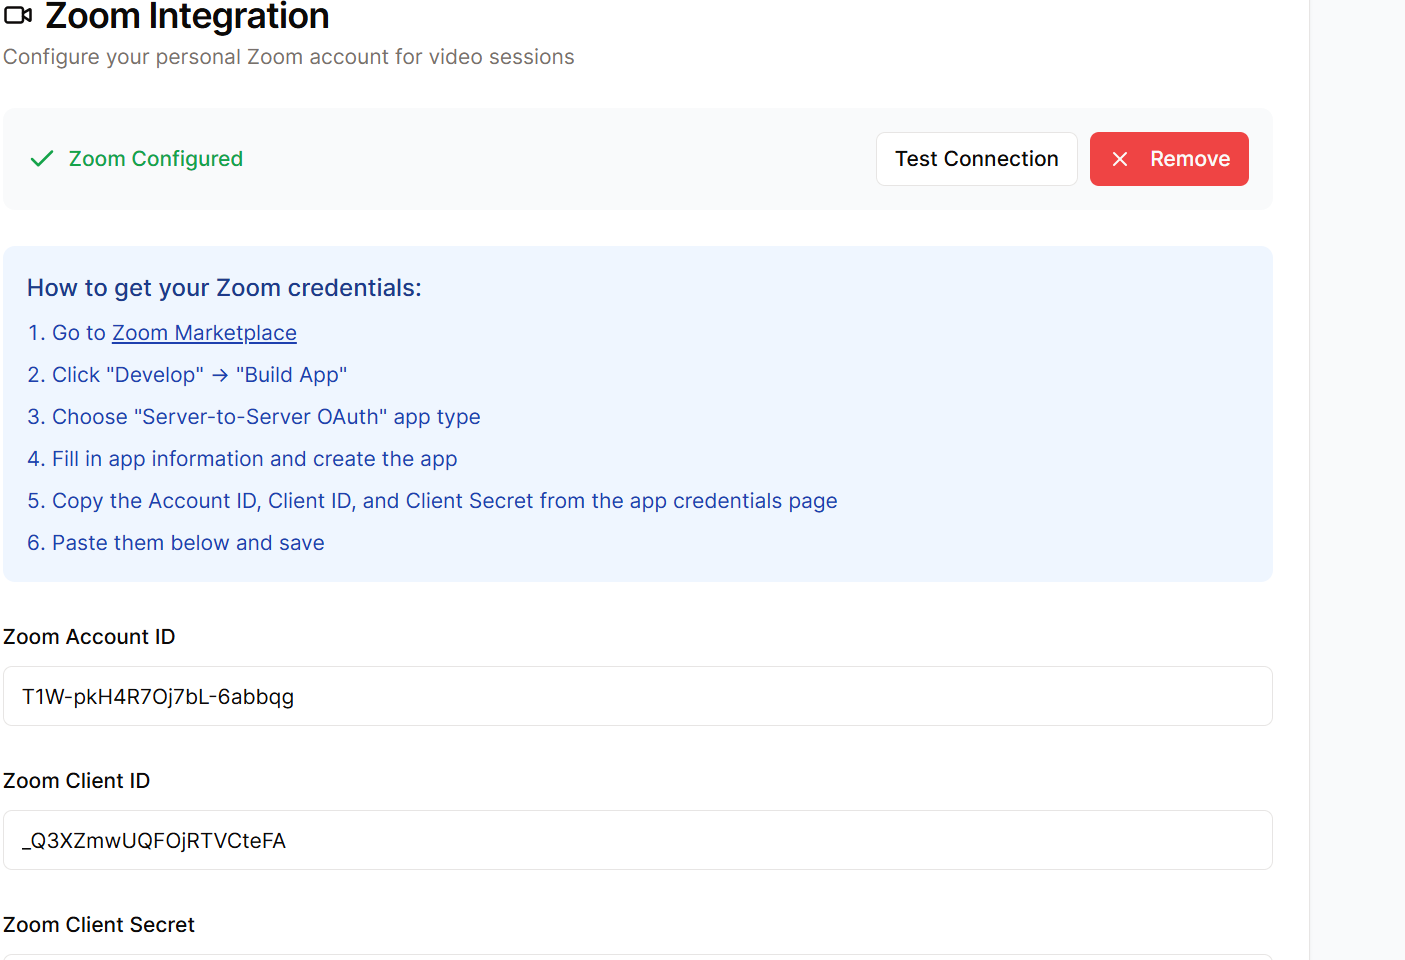 Zoom Integration
Configure your personal Zoom account for video sessions
Zoom Configured
Test Connection
Remove
How to get your Zoom credentials:
1. Go to Zoom Marketplace
2. Click "Develop" → "Build App"
3. Choose "Server-to-Server OAuth" app type
4. Fill in app information and create the app
5. Copy the Account ID, Client ID, and Client Secret from the app credentials page
6. Paste them below and save
Zoom Account ID
T1W-pkH4R7Oj7bL-6abbqg
Zoom Client ID
_Q3XZmwUQFOjRTVCteFA
Zoom Client Secret